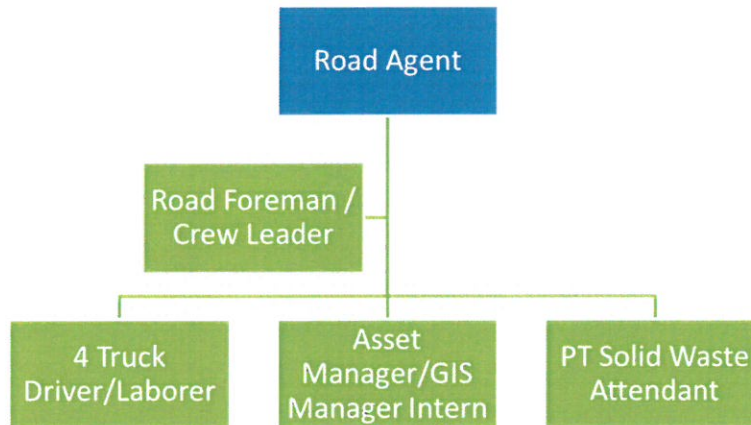 Road Agent
Road Foreman /
Crew Leader
4 Truck
Driver/Laborer
Asset
Manager/GIS
Manager Intern
PT Solid Waste
Attendant